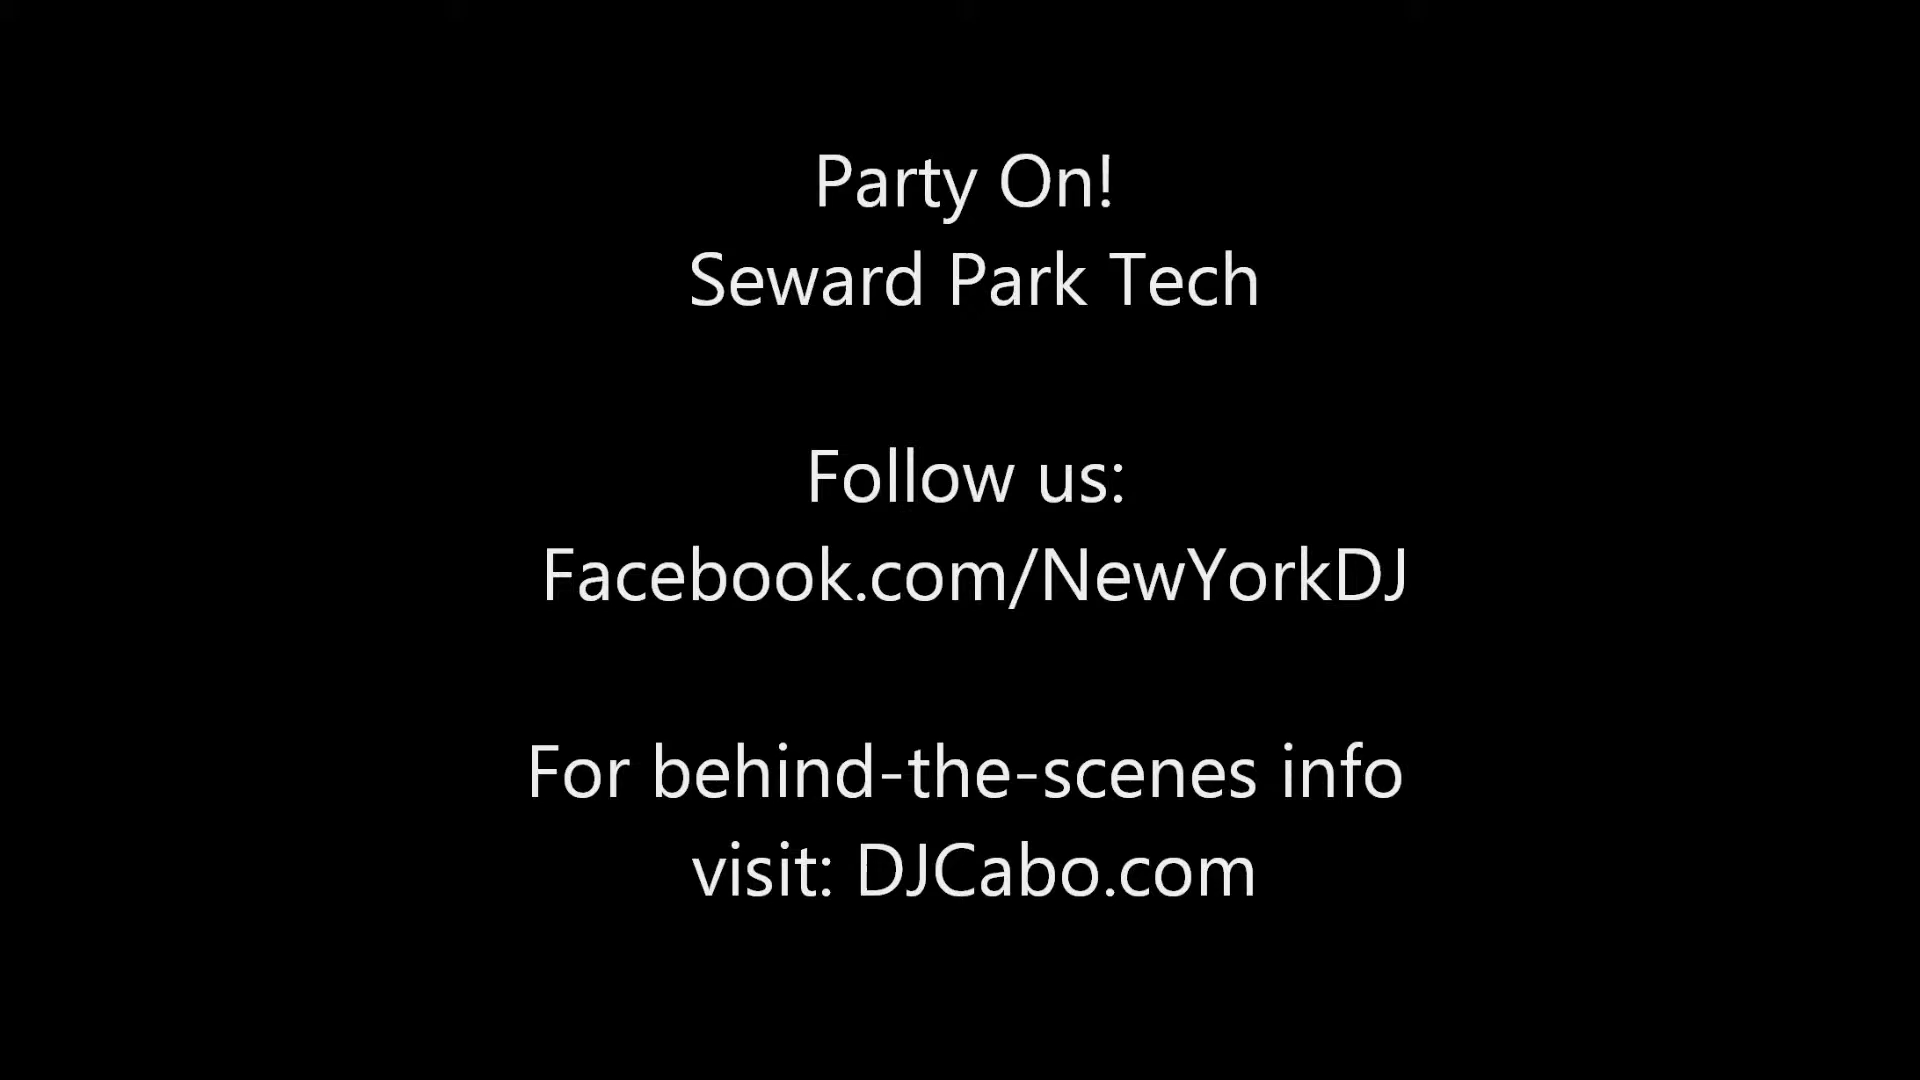 Party On!
Seward Park Tech
Follow us:
Facebook.com/NewYorkDJ
For behind-the-scenes info
visit: DJCabo.com